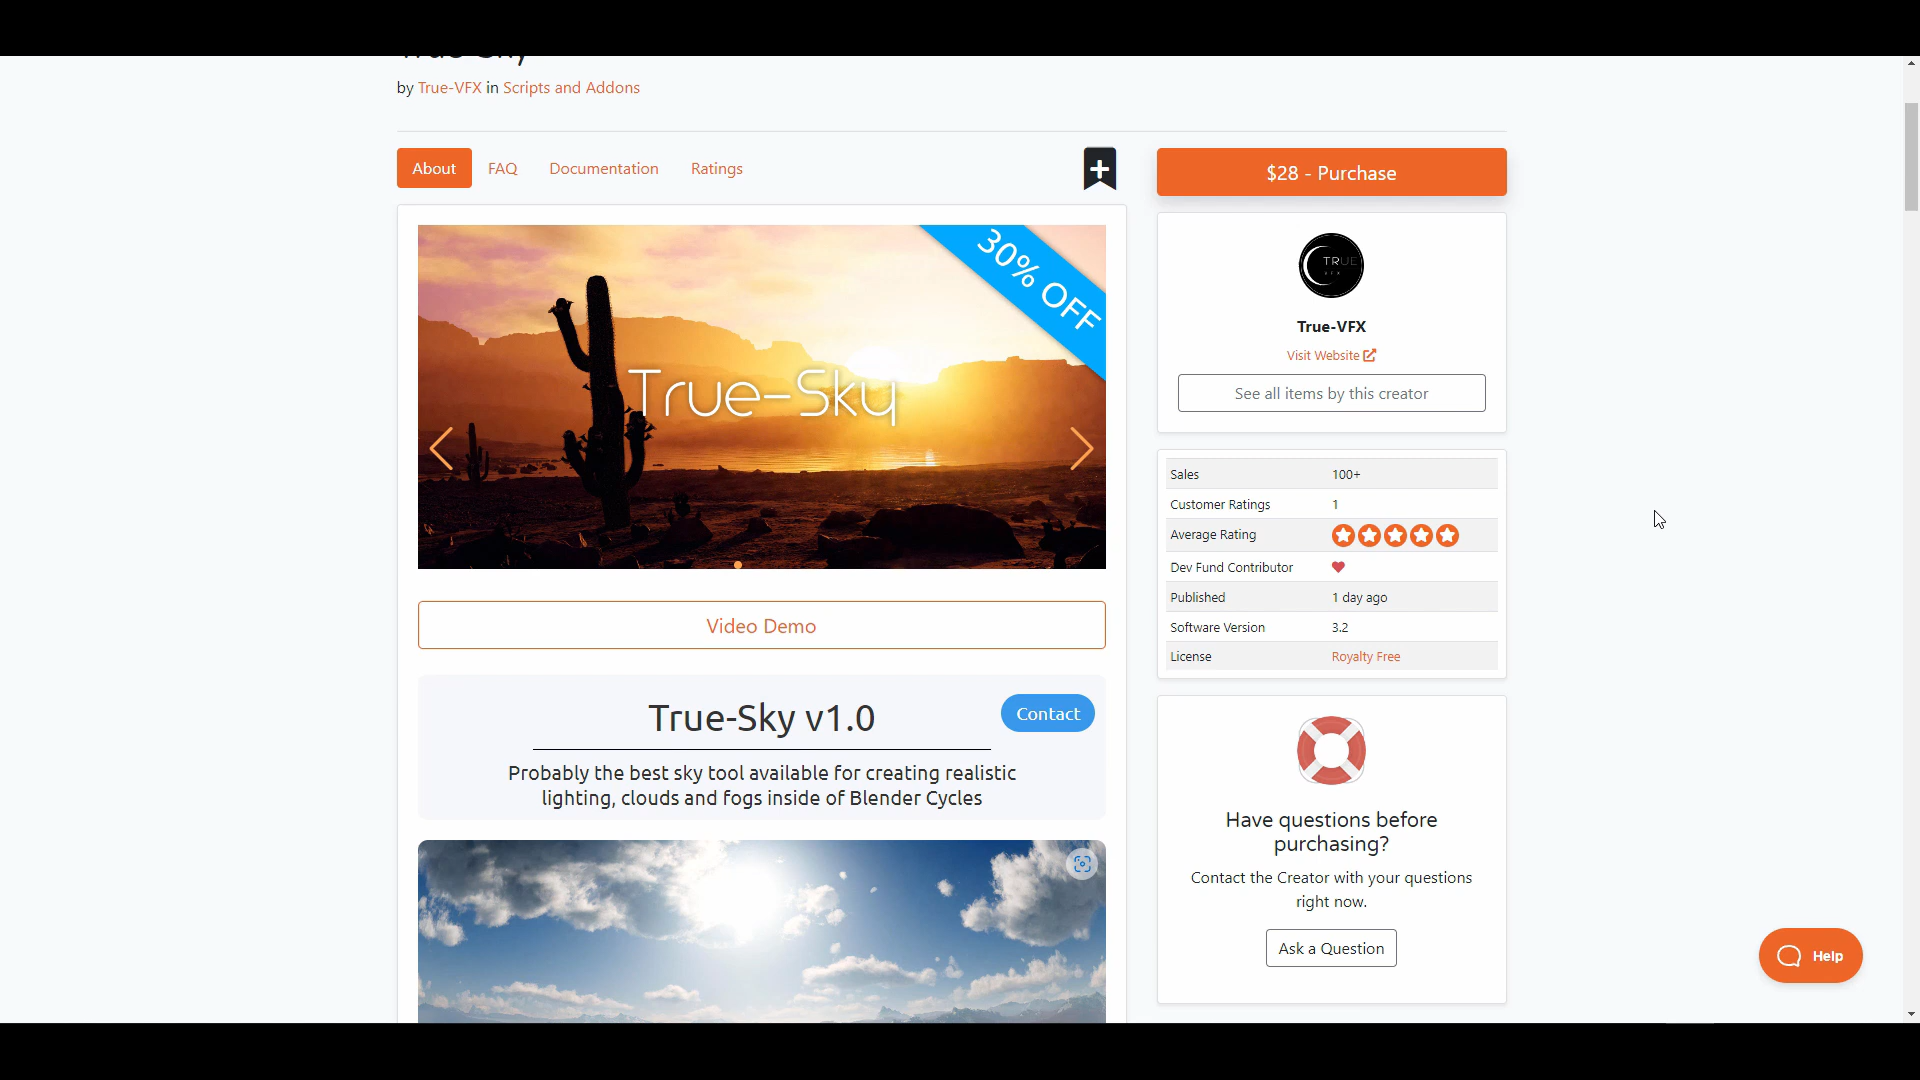 by True-VFX in Scripts and Addons
About
FAQ
Documentation
Ratings
$28 - Purchase
30% OFF
True-Sky
TRUE
VFX
True-VFX
Visit Website
See all items by this creator
Sales 100+
Customer Ratings 1
Average Rating
Dev Fund Contributor
Published 1 day ago
Software Version 3.2
License Royalty Free
Video Demo
True-Sky v1.0
Contact
Probably the best sky tool available for creating realistic
lighting, clouds and fogs inside of Blender Cycles
Have questions before
purchasing?
Contact the Creator with your questions
right now.
Ask a Question
Help